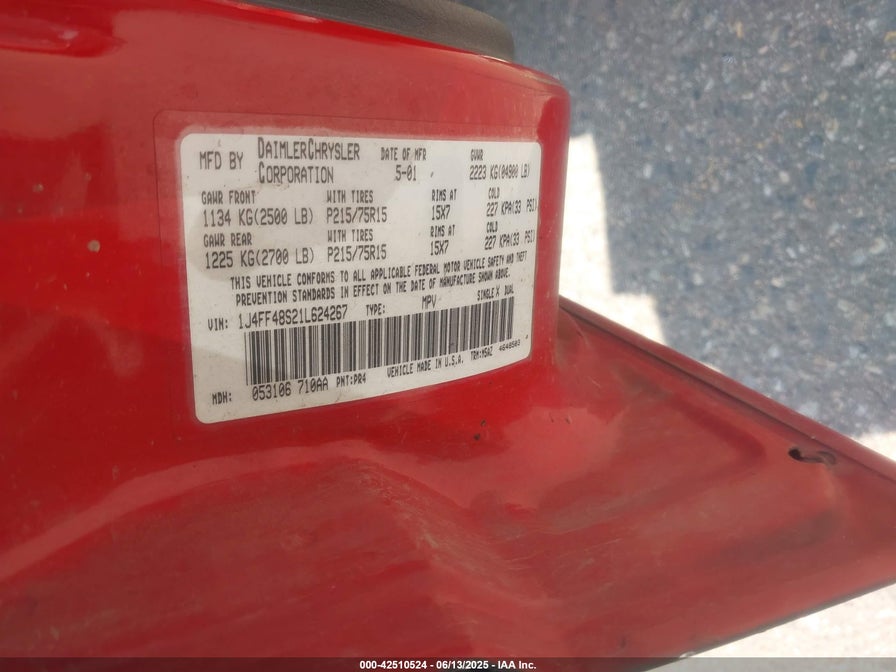 MFD BY DAIMLERCHRYSLER CORPORATION DATE OF MFR 5-01 GVWR 2223 KG(04900 LB)
GAWR FRONT WITH TIRES RIMS AT COLD
1134 KG(2500 LB) P215/75R15 15X7 227 KPA(33 PSI)
GAWR REAR WITH TIRES RIMS AT COLD
1225 KG(2700 LB) P215/75R15 15X7 227 KPA(33 PSI)
THIS VEHICLE CONFORMS TO ALL APPLICABLE FEDERAL MOTOR VEHICLE SAFETY AND THEFT
PREVENTION STANDARDS IN EFFECT ON THE DATE OF MANUFACTURE SHOWN ABOVE.
VIN: 1J4FF48S21L624267 TYPE: MPV SINGLE X DUAL
MDH: 053106 710AA PNT:PR4 VEHICLE MADE IN U.S.A. TRM:M5AZ 4648503
000-42510524 | 06/13/2025 - IAA Inc.